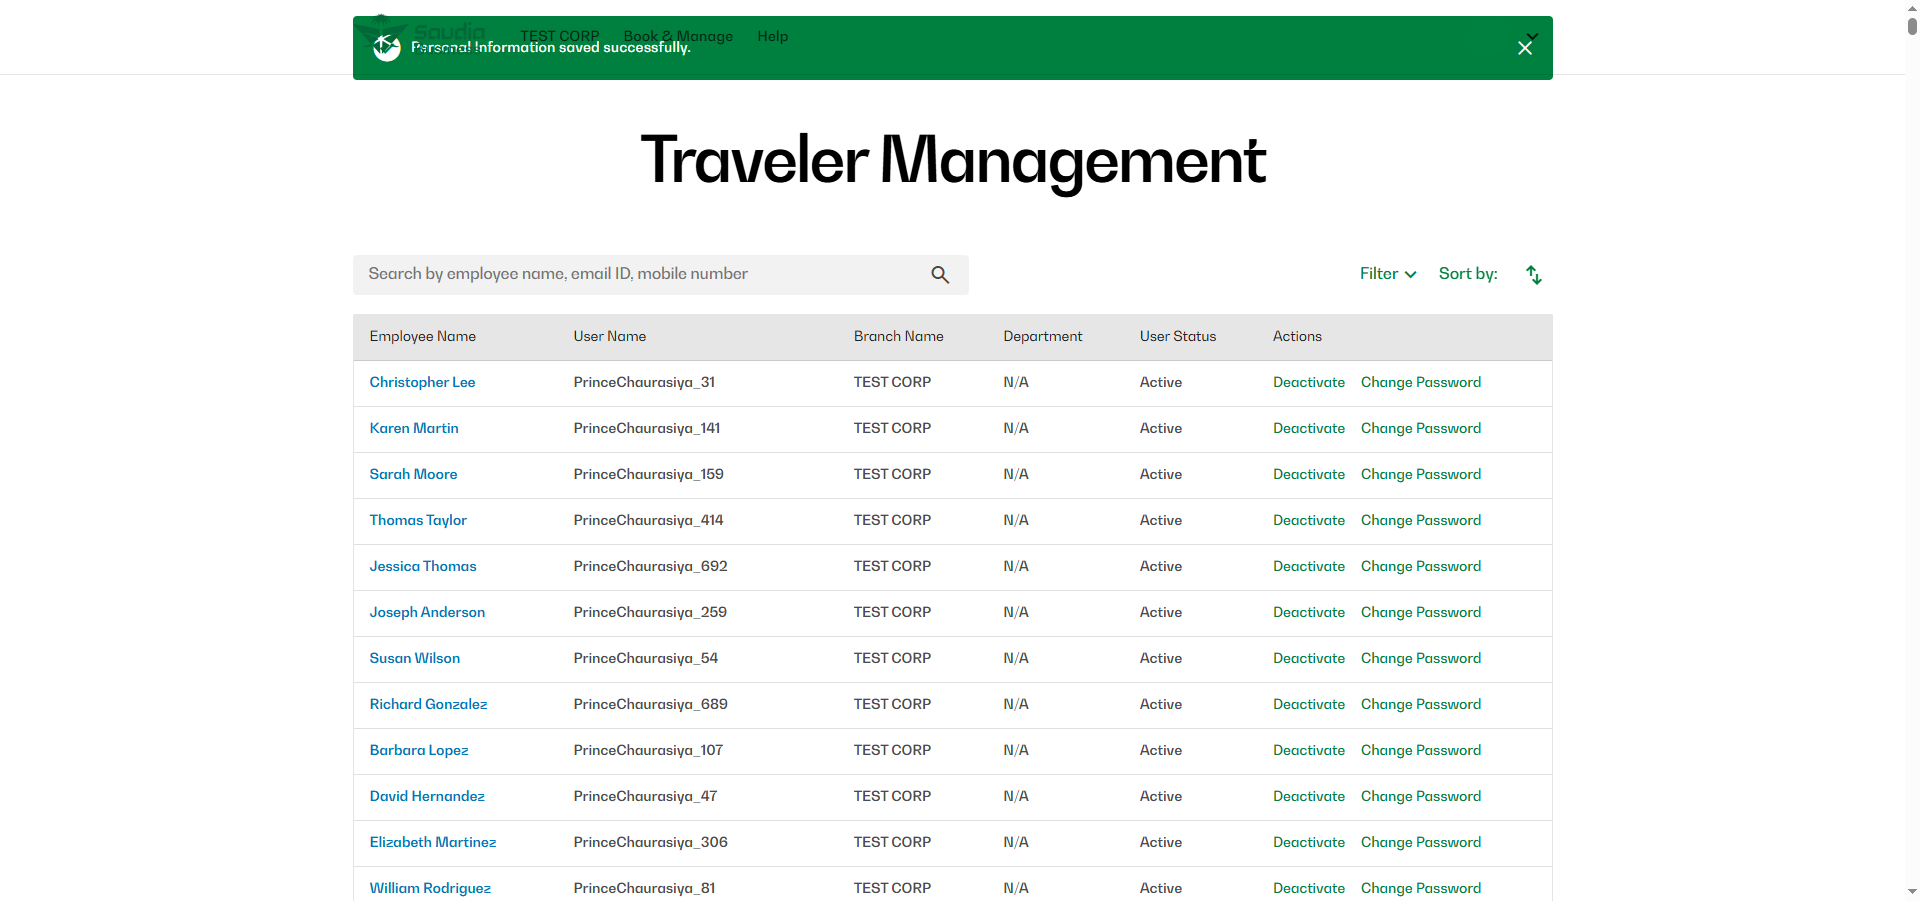 Saudia
TEST CORP Book & Manage Help
Personal Information saved successfully.
Traveler Management
Search by employee name, email ID, mobile number
Filter Sort by:
Employee Name User Name Branch Name Department User Status Actions
Christopher Lee PrinceChaurasiya_31 TEST CORP N/A Active Deactivate Change Password
Karen Martin PrinceChaurasiya_141 TEST CORP N/A Active Deactivate Change Password
Sarah Moore PrinceChaurasiya_159 TEST CORP N/A Active Deactivate Change Password
Thomas Taylor PrinceChaurasiya_414 TEST CORP N/A Active Deactivate Change Password
Jessica Thomas PrinceChaurasiya_692 TEST CORP N/A Active Deactivate Change Password
Joseph Anderson PrinceChaurasiya_259 TEST CORP N/A Active Deactivate Change Password
Susan Wilson PrinceChaurasiya_54 TEST CORP N/A Active Deactivate Change Password
Richard Gonzalez PrinceChaurasiya_689 TEST CORP N/A Active Deactivate Change Password
Barbara Lopez PrinceChaurasiya_107 TEST CORP N/A Active Deactivate Change Password
David Hernandez PrinceChaurasiya_47 TEST CORP N/A Active Deactivate Change Password
Elizabeth Martinez PrinceChaurasiya_306 TEST CORP N/A Active Deactivate Change Password
William Rodriguez PrinceChaurasiya_81 TEST CORP N/A Active Deactivate Change Password